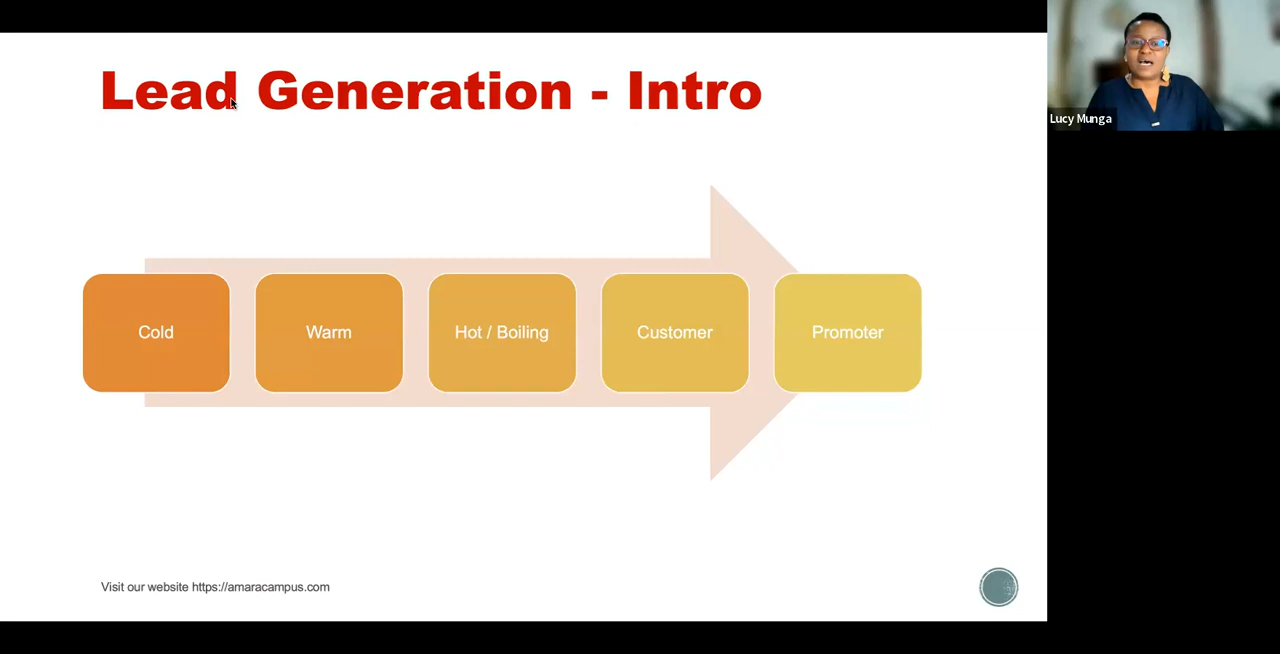 Lead Generation - Intro
Lucy Munga
Cold
Warm
Hot / Boiling
Customer
Promoter
Visit our website https://amaracampus.com